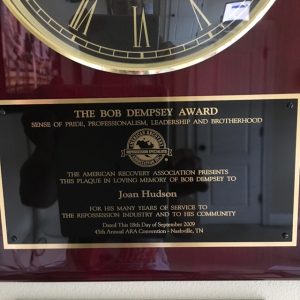 THE BOB DEMPSEY AWARD
SENSE OF PRIDE, PROFESSIONALISM, LEADERSHIP AND BROTHERHOOD
THE AMERICAN RECOVERY ASSOCIATION PRESENTS
THIS PLAQUE IN LOVING MEMORY OF BOB DEMPSEY TO
Joan Hudson
FOR HIS MANY YEARS OF SERVICE TO
THE REPOSSESSION INDUSTRY AND TO HIS COMMUNITY
Dated This 18th Day of September 2009
45th Annual ARA Convention - Nashville, TN